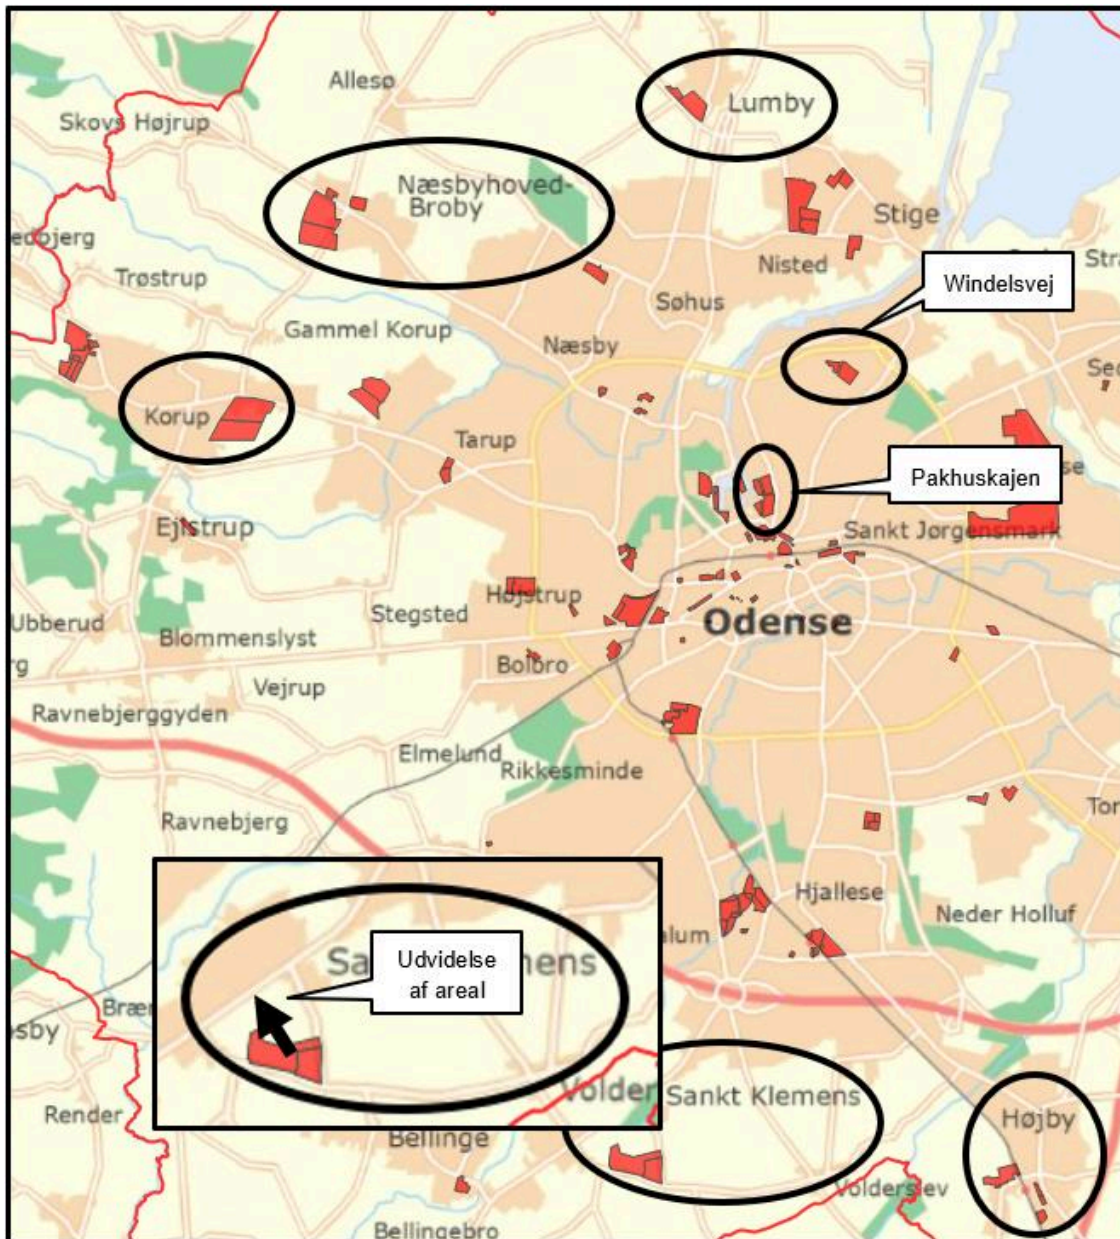 Allesø
Lumby
Skovs Højrup
Næsbyhoved-
Broby
Stige
Nisted
Trøstrup
Windelsvej
Søhus
Gammel Korup
Næsby
Korup
Tarup
Pakhuskajen
Ejlstrup
Sankt Jørgensmark
Højstrup
Stegsted
Odense
Ubberud
Blommenslyst
Bolbro
Vejrup
Ravnebjerggyden
Elmelund
Rikkesminde
Ravnebjerg
Hjallese
Neder Holluf
Udvidelse
af areal
Render
Sankt Klemens
Højby
Bellinge
Volderslev
Bellingebro